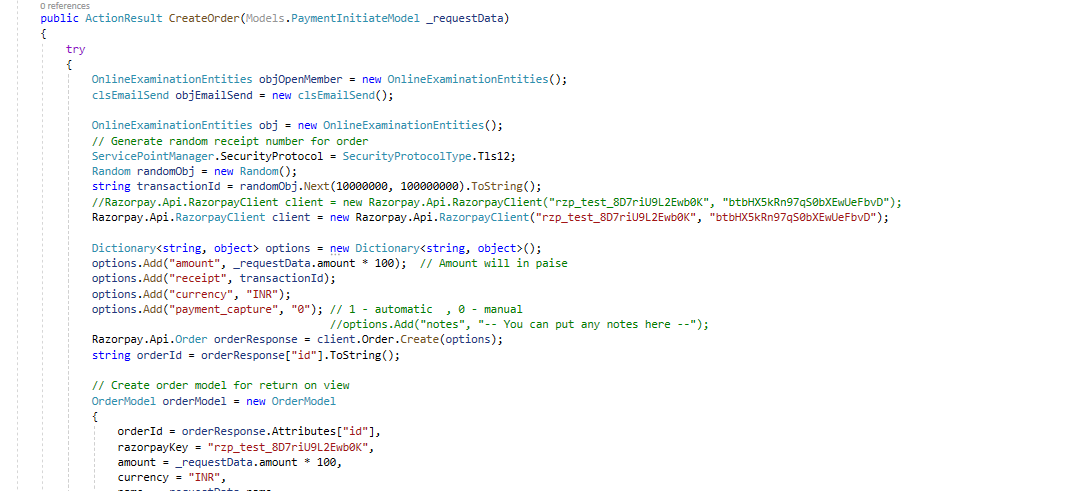 0 references
public ActionResult CreateOrder(Models.PaymentInitiateModel _requestData)
{
try
{
OnlineExaminationEntities objOpenMember = new OnlineExaminationEntities();
clsEmailSend objEmailSend = new clsEmailSend();
OnlineExaminationEntities obj = new OnlineExaminationEntities();
// Generate random receipt number for order
ServicePointManager.SecurityProtocol = SecurityProtocolType.Tls12;
Random randomObj = new Random();
string transactionId = randomObj.Next(10000000, 100000000).ToString();
//Razorpay.Api.RazorpayClient client = new Razorpay.Api.RazorpayClient("rzp_test_8D7riU9L2Ewb0K", "btbHX5kRn97qS0bXEwUeFbvD");
Razorpay.Api.RazorpayClient client = new Razorpay.Api.RazorpayClient("rzp_test_8D7riU9L2Ewb0K", "btbHX5kRn97qS0bXEwUeFbvD");
Dictionary<string, object> options = new Dictionary<string, object>();
options.Add("amount", _requestData.amount * 100);  // Amount will in paise
options.Add("receipt", transactionId);
options.Add("currency", "INR");
options.Add("payment_capture", "0"); // 1 - automatic  , 0 - manual
//options.Add("notes", "-- You can put any notes here --");
Razorpay.Api.Order orderResponse = client.Order.Create(options);
string orderId = orderResponse["id"].ToString();
// Create order model for return on view
OrderModel orderModel = new OrderModel
{
orderId = orderResponse.Attributes["id"],
razorpayKey = "rzp_test_8D7riU9L2Ewb0K",
amount = _requestData.amount * 100,
currency = "INR",